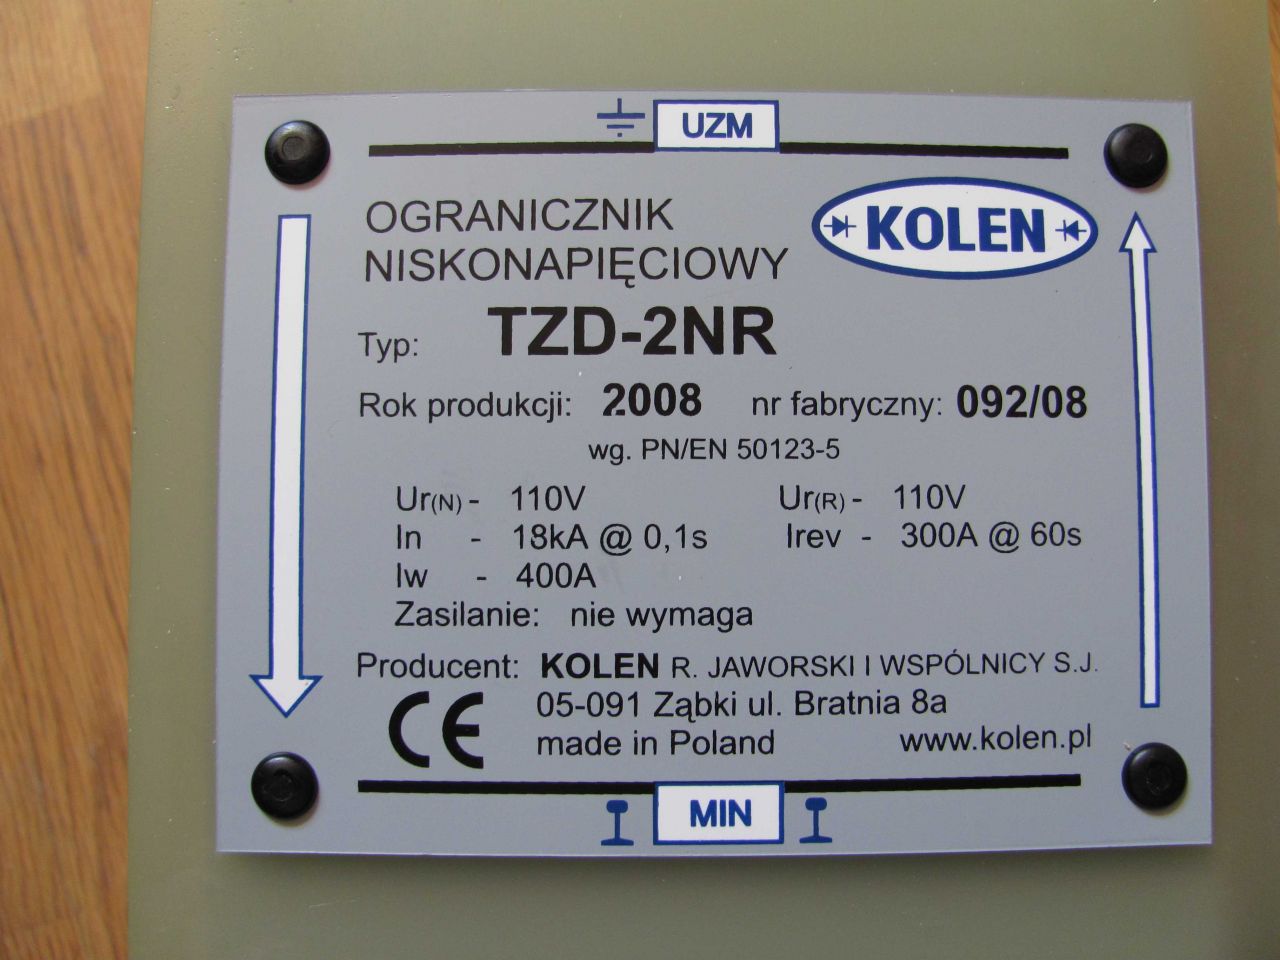 UZM
KOLEN
OGRANICZNIK
NISKONAPIĘCIOWY
Typ: TZD-2NR
Rok produkcji: 2008 nr fabryczny: 092/08
wg. PN/EN 50123-5
Ur(N) - 110V Ur(R) - 110V
In - 18kA @ 0,1s Irev - 300A @ 60s
Iw - 400A
Zasilanie: nie wymaga
Producent: KOLEN R. JAWORSKI I WSPÓLNICY S.J.
05-091 Ząbki ul. Bratnia 8a
CE made in Poland www.kolen.pl
MIN